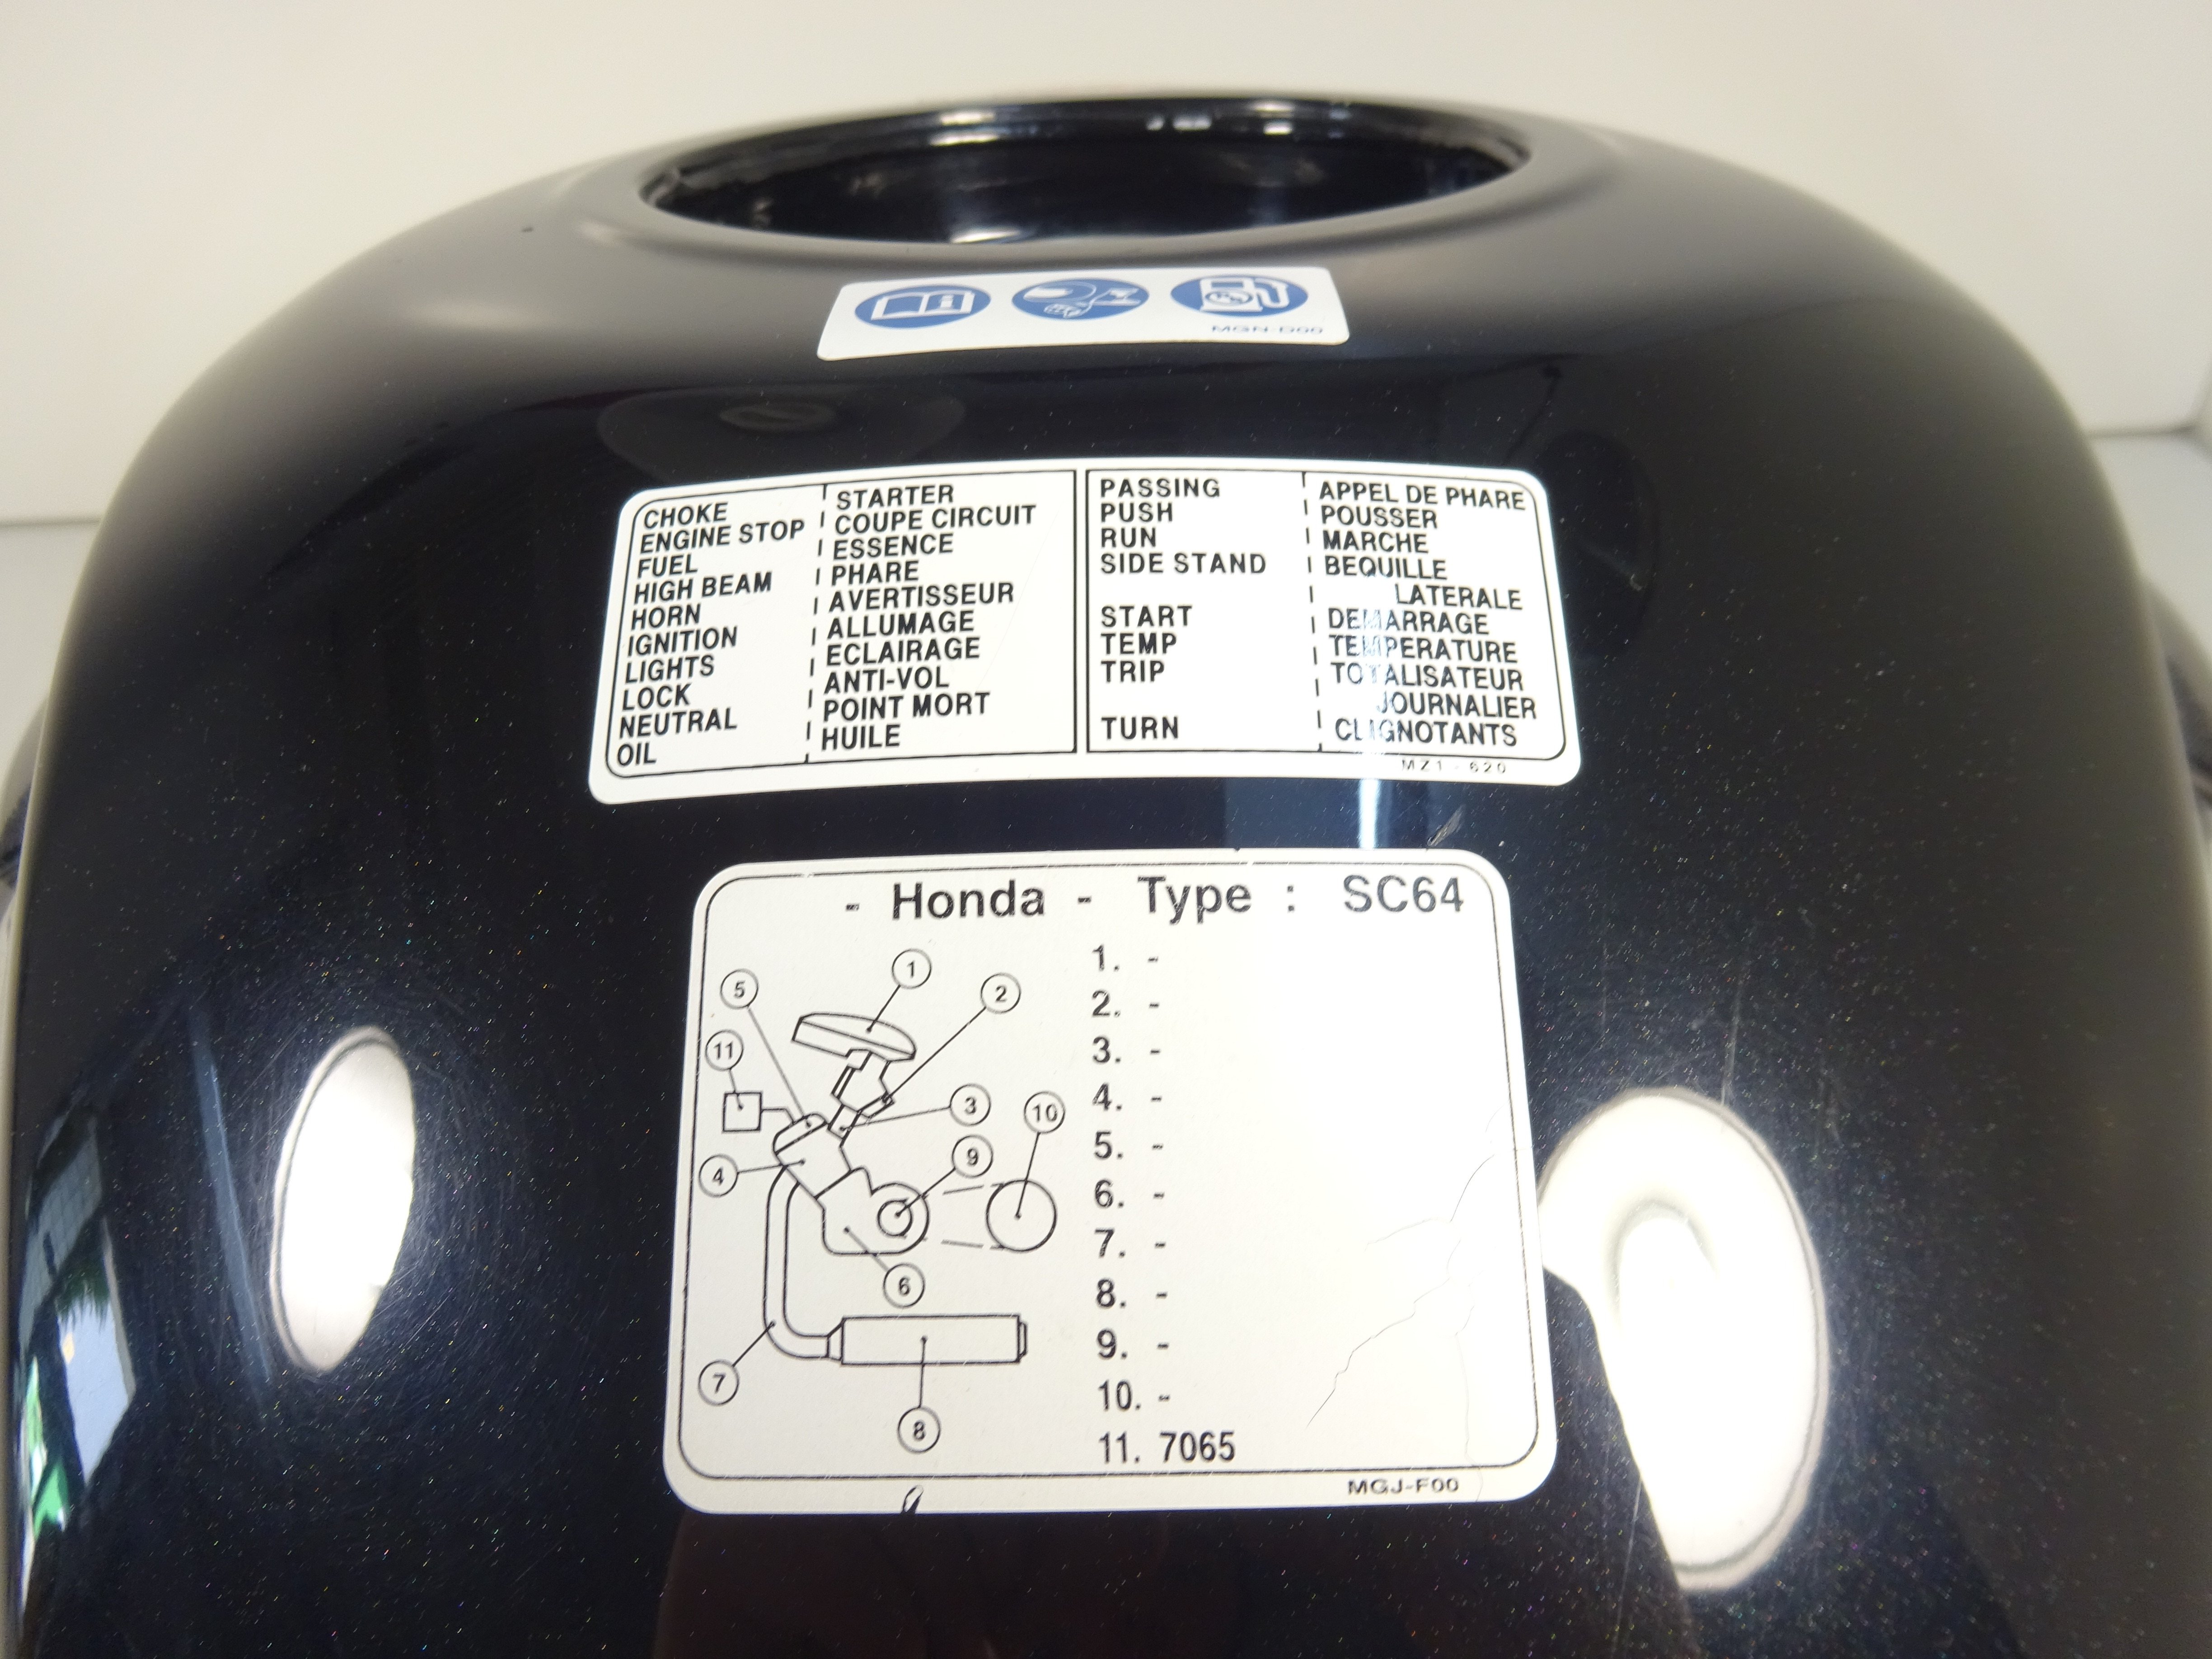 MGN-D00
CHOKE STARTER
ENGINE STOP COUPE CIRCUIT
FUEL ESSENCE
HIGH BEAM PHARE
HORN AVERTISSEUR
IGNITION ALLUMAGE
LIGHTS ECLAIRAGE
LOCK ANTI-VOL
NEUTRAL POINT MORT
OIL HUILE
PASSING APPEL DE PHARE
PUSH POUSSER
RUN MARCHE
SIDE STAND BEQUILLE
LATERALE
START DEMARRAGE
TEMP TEMPERATURE
TRIP TOTALISATEUR
JOURNALIER
TURN CLIGNOTANTS
MZ1-620
- Honda - Type : SC64
1
2
5
11
3
10
9
4
6
7
8
1. -
2. -
3. -
4. -
5. -
6. -
7. -
8. -
9. -
10. -
11. 7065
MGJ-F00